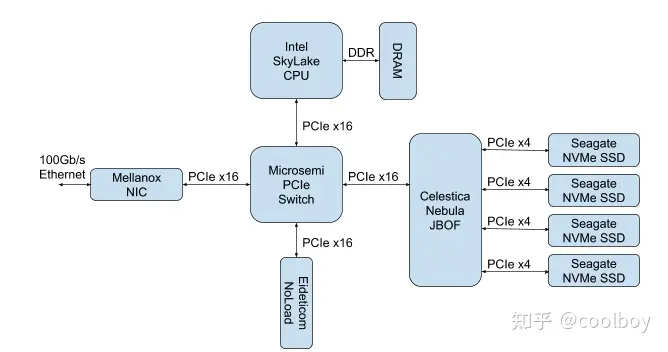 Intel
SkyLake
CPU
DDR
DRAM
PCIe x16
100Gb/s
Ethernet
Mellanox
NIC
PCIe x16
Microsemi
PCIe
Switch
PCIe x16
Celestica
Nebula
JBOF
PCIe x4
Seagate
NVMe SSD
PCIe x4
Seagate
NVMe SSD
PCIe x4
Seagate
NVMe SSD
PCIe x4
Seagate
NVMe SSD
PCIe x16
Eideticom
NoLoad
知乎 @coolboy